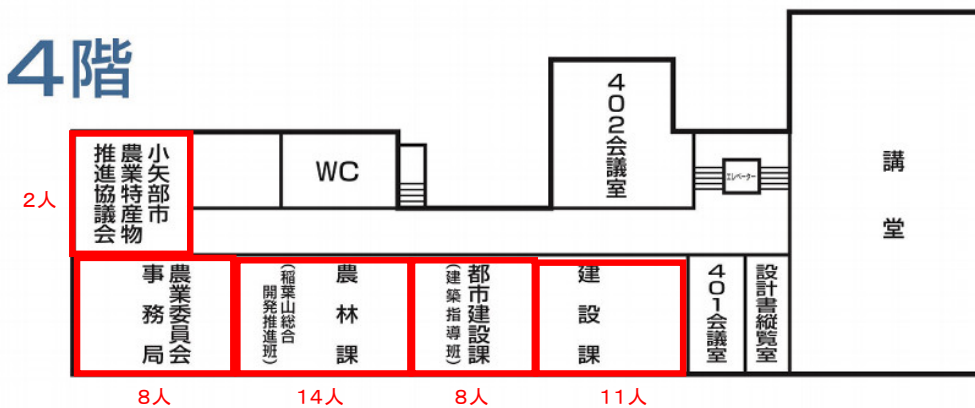 4階
402会議室
講堂
WC
エレベーター
小矢部市
農業特産物
推進協議会
2人
農業委員会
事務局
農林課
(稲葉山総合
開発推進班)
都市建設課
(建築指導班)
建設課
401会議室
設計書縦覧室
8人
14人
8人
11人